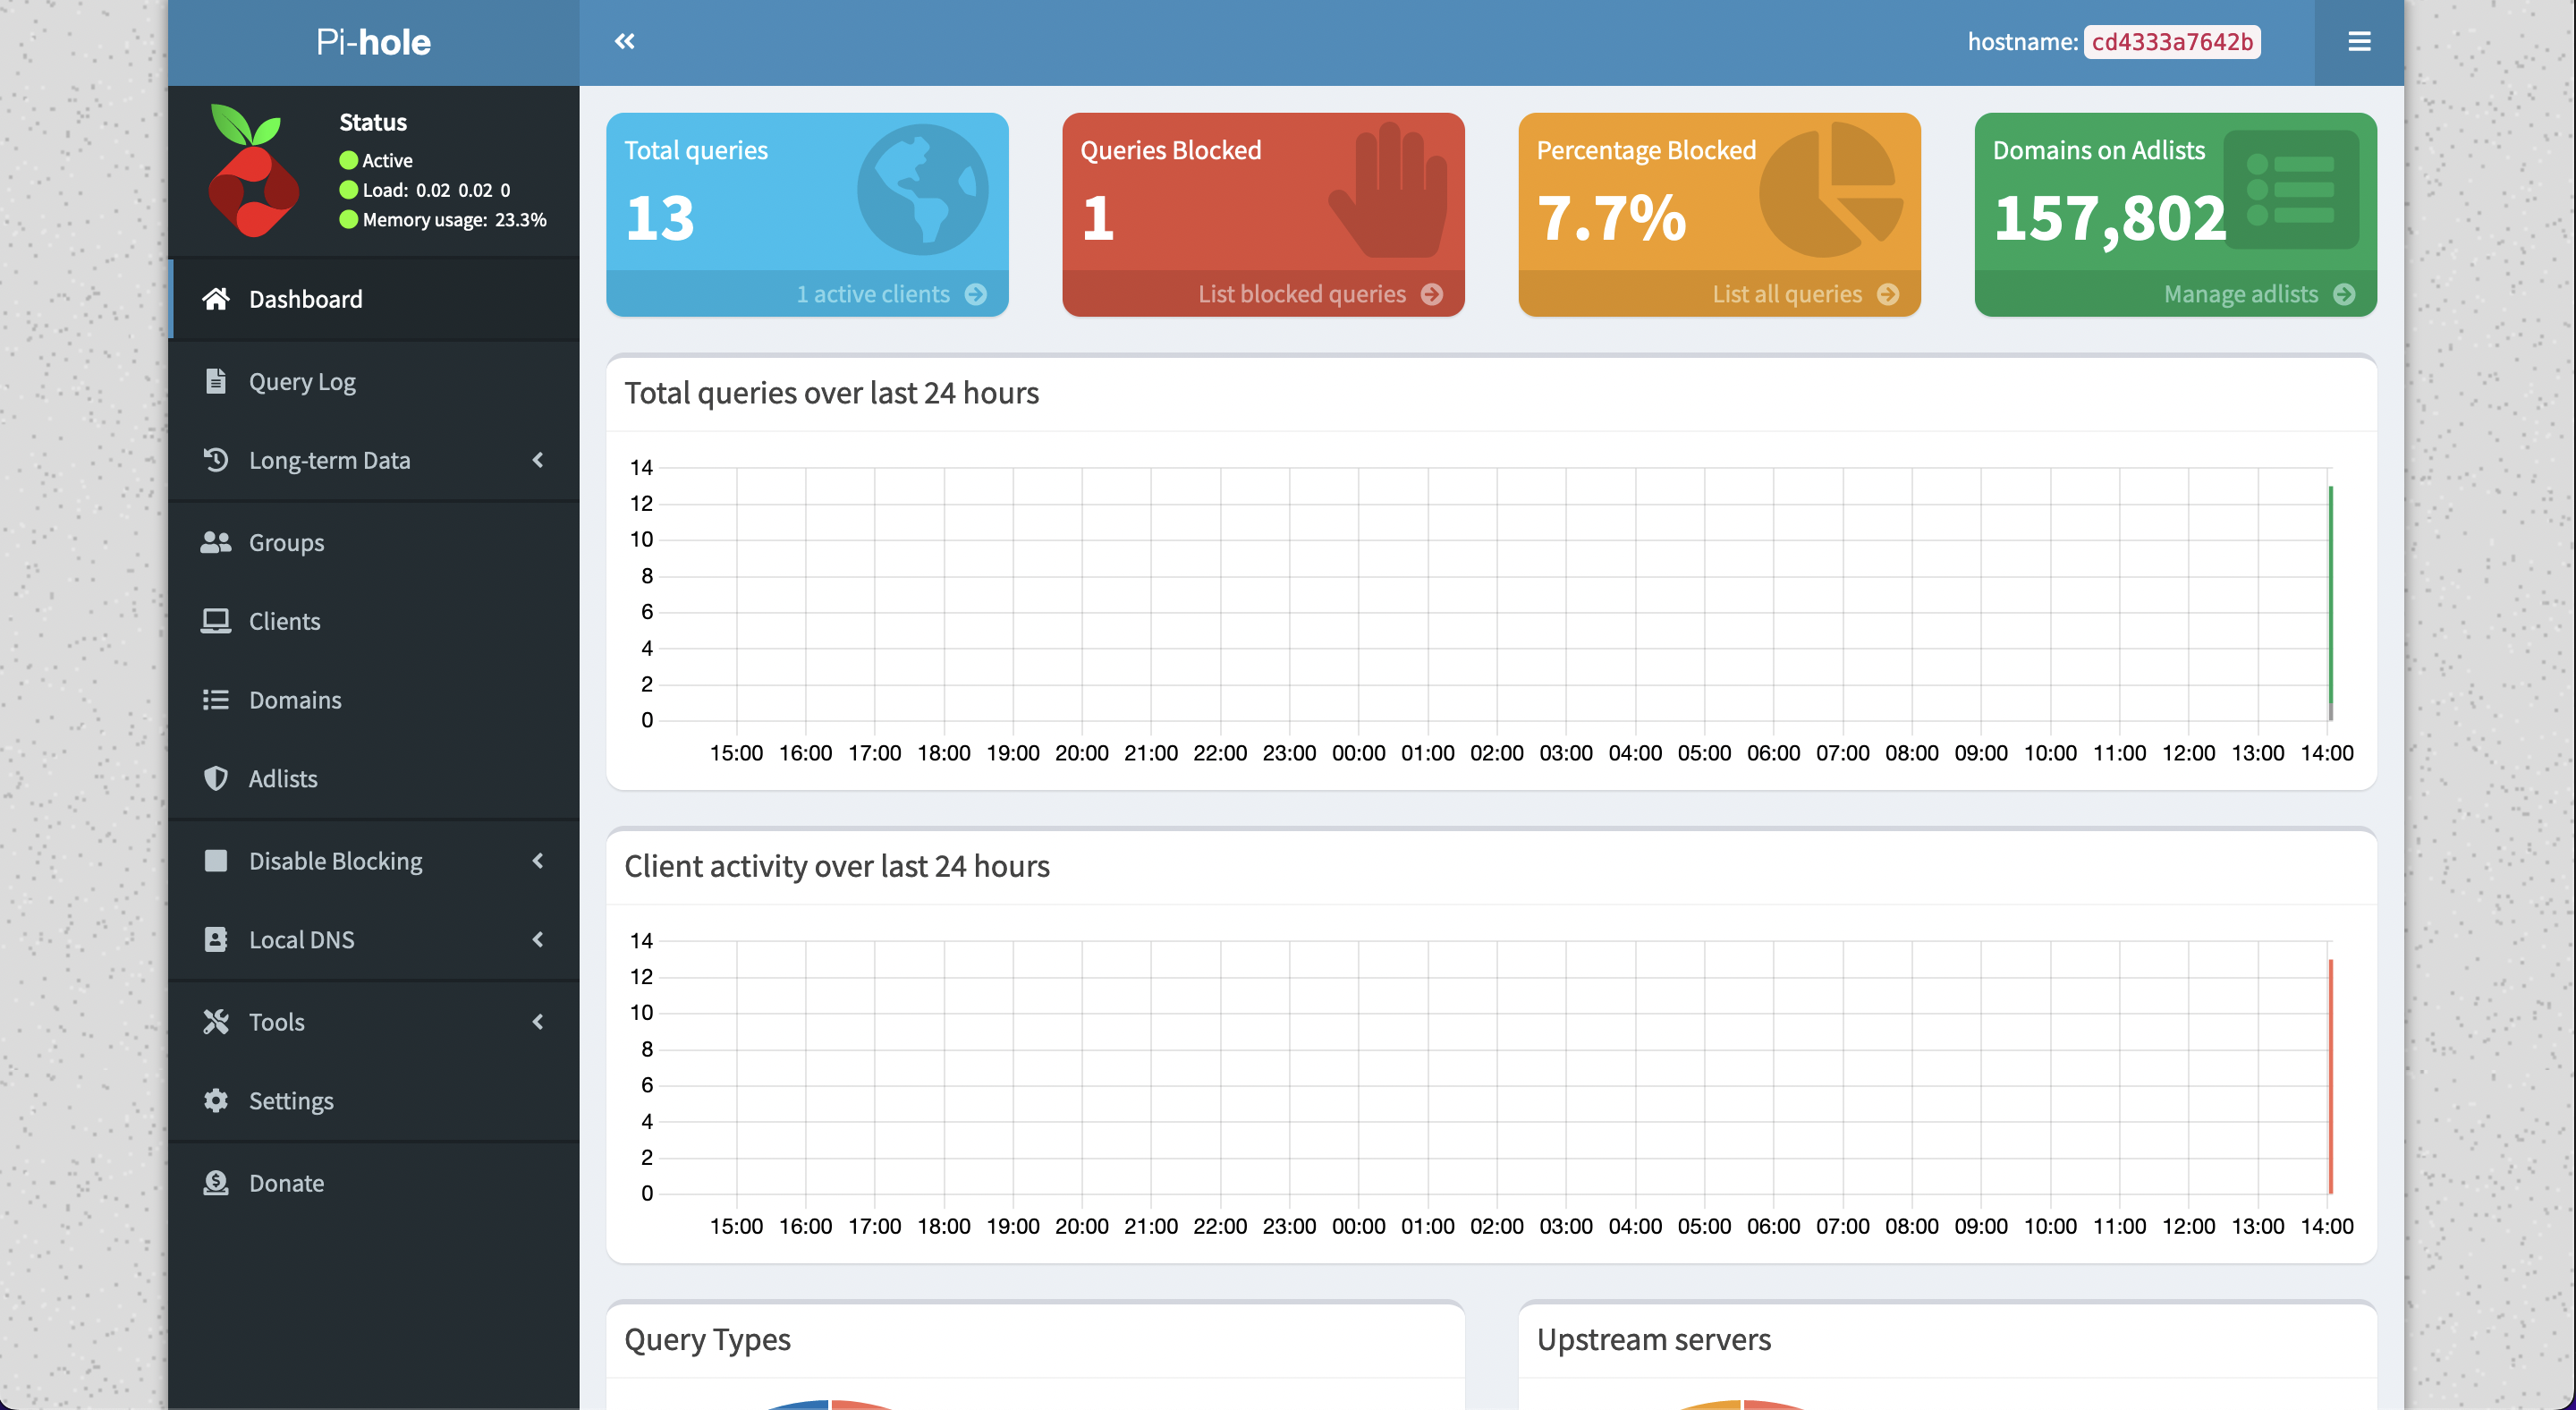 Pi-hole
hostname: cd4333a7642b
Status
Active
Load: 0.02 0.02 0
Memory usage: 23.3%
Dashboard
Query Log
Long-term Data
Groups
Clients
Domains
Adlists
Disable Blocking
Local DNS
Tools
Settings
Donate
Total queries
13
1 active clients
Queries Blocked
1
List blocked queries
Percentage Blocked
7.7%
List all queries
Domains on Adlists
157,802
Manage adlists
Total queries over last 24 hours
14
12
10
8
6
4
2
0
15:00 16:00 17:00 18:00 19:00 20:00 21:00 22:00 23:00 00:00 01:00 02:00 03:00 04:00 05:00 06:00 07:00 08:00 09:00 10:00 11:00 12:00 13:00 14:00
Client activity over last 24 hours
14
12
10
8
6
4
2
0
15:00 16:00 17:00 18:00 19:00 20:00 21:00 22:00 23:00 00:00 01:00 02:00 03:00 04:00 05:00 06:00 07:00 08:00 09:00 10:00 11:00 12:00 13:00 14:00
Query Types
Upstream servers